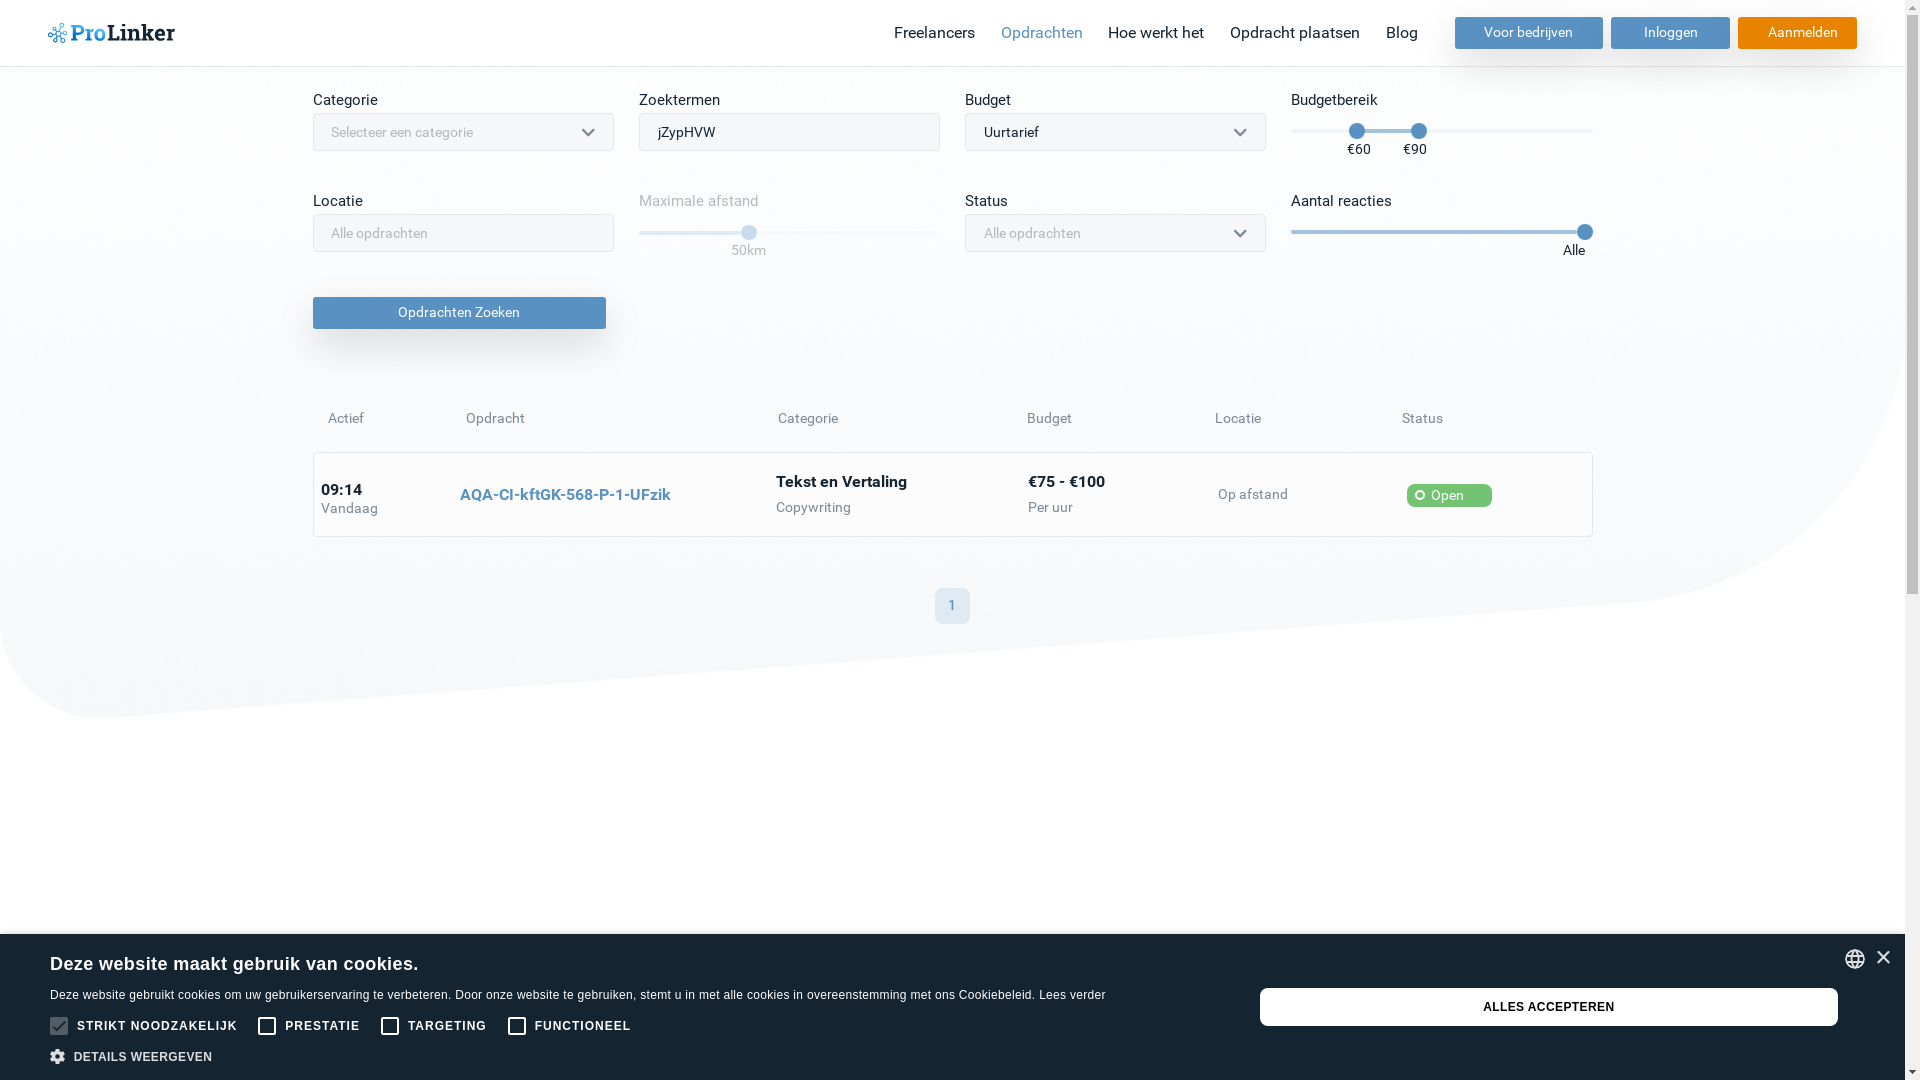 ProLinker
Freelancers Opdrachten Hoe werkt het Opdracht plaatsen Blog Voor bedrijven Inloggen Aanmelden
Categorie Zoektermen Budget Budgetbereik
Selecteer een categorie jZypHVW Uurtarief
€60 €90
Locatie Maximale afstand Status Aantal reacties
Alle opdrachten Alle opdrachten
50km Alle
Opdrachten Zoeken
Actief Opdracht Categorie Budget Locatie Status
09:14 AQA-CI-kftGK-568-P-1-UFzik Tekst en Vertaling €75 - €100 Op afstand Open
Vandaag Copywriting Per uur
1
Deze website maakt gebruik van cookies.
Deze website gebruikt cookies om uw gebruikerservaring te verbeteren. Door onze website te gebruiken, stemt u in met alle cookies in overeenstemming met ons Cookiebeleid. Lees verder
ALLES ACCEPTEREN
STRIKT NOODZAKELIJK PRESTATIE TARGETING FUNCTIONEEL
DETAILS WEERGEVEN